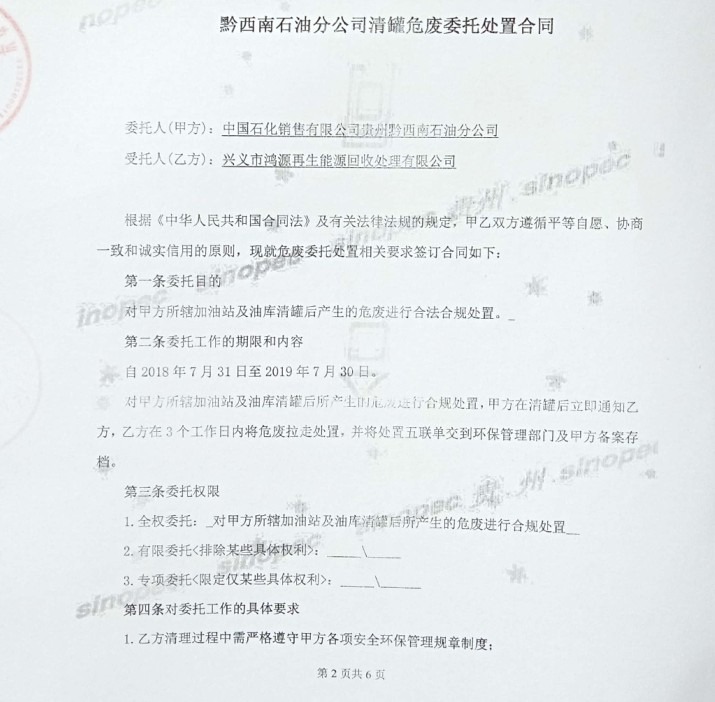 黔西南石油分公司清罐危废委托处置合同
委托人(甲方)：中国石化销售有限公司贵州黔西南石油分公司
受托人(乙方)：兴义市鸿源再生能源回收处理有限公司
根据《中华人民共和国合同法》及有关法律法规的规定，甲乙双方遵循平等自愿、协商
一致和诚实信用的原则，现就危废委托处置相关要求签订合同如下：
第一条委托目的
对甲方所辖加油站及油库清罐后产生的危废进行合法合规处置。_
第二条委托工作的期限和内容
自 2018 年 7 月 31 日至 2019 年 7 月 30 日。
对甲方所辖加油站及油库清罐后所产生的危废进行合规处置，甲方在清罐后立即通知乙
方，乙方在 3 个工作日内将危废拉走处置，并将处置五联单交到环保管理部门及甲方备案存
档。
第三条委托权限
1. 全权委托：_对甲方所辖加油站及油库清罐后所产生的危废进行合规处置__
2. 有限委托<排除某些具体权利>：_____\_____
3. 专项委托<限定仅某些具体权利>：_____\_____
第四条对委托工作的具体要求
1. 乙方清理过程中需严格遵守甲方各项安全环保管理规章制度；
第 2 页共 6 页
sinopec 贵州 sinopec
inopec sinopec
sinopec sinopec 贵州 sinopec